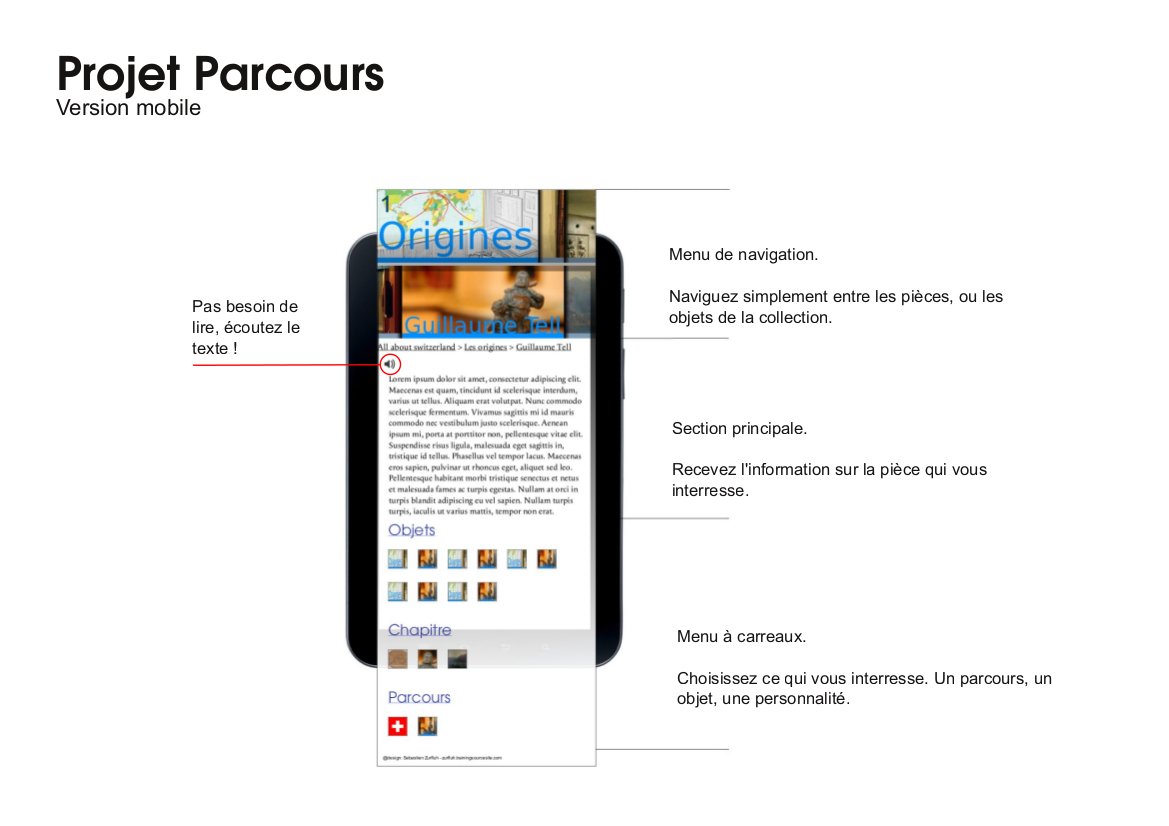 Projet Parcours
Version mobile
1
Origines
Guillaume Tell
All about switzerland > Les origines > Guillaume Tell
Pas besoin de
lire, écoutez le
texte !
Lorem ipsum dolor sit amet, consectetur adipiscing elit.
Maecenas est quam, tincidunt id scelerisque interdum,
varius ut tellus. Aliquam erat volutpat. Nunc commodo
scelerisque fermentum. Vivamus sagittis mi id mauris
commodo nec vestibulum justo scelerisque. Aenean
ipsum mi, porta at porttitor non, pellentesque vitae elit.
Suspendisse risus ligula, malesuada eget sagittis in,
tristique id tellus. Phasellus vel tempor lacus. Maecenas
eros sapien, pulvinar ut rhoncus eget, aliquet sed leo.
Pellentesque habitant morbi tristique senectus et netus
et malesuada fames ac turpis egestas. Nullam at orci in
turpis blandit adipiscing eu vel sapien. Nullam turpis
turpis, iaculis ut varius mattis, tempor non erat.
Objets
Chapitre
Parcours
@design: Sébastien Zurfluh - zurfluh.trainingcoursesite.com
Menu de navigation.
Naviguez simplement entre les pièces, ou les
objets de la collection.
Section principale.
Recevez l'information sur la pièce qui vous
interresse.
Menu à carreaux.
Choisissez ce qui vous interresse. Un parcours, un
objet, une personnalité.